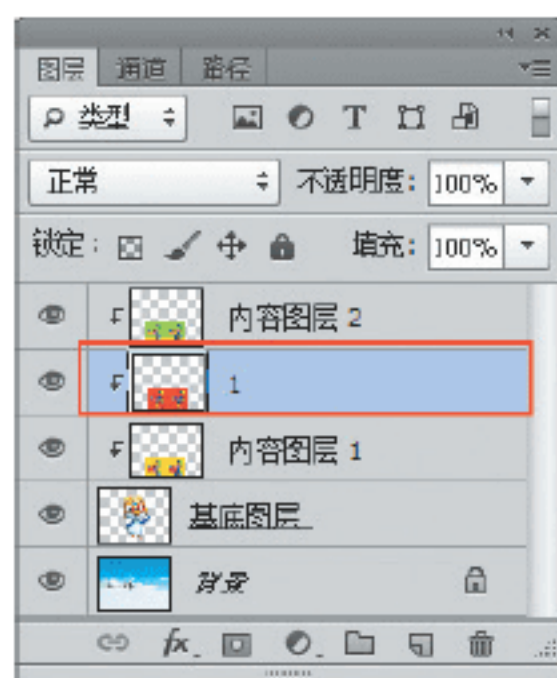 图层 通道 路径
类型
正常 不透明度: 100%
锁定: 填充: 100%
内容图层 2
1
内容图层 1
基底图层
背景
fx.